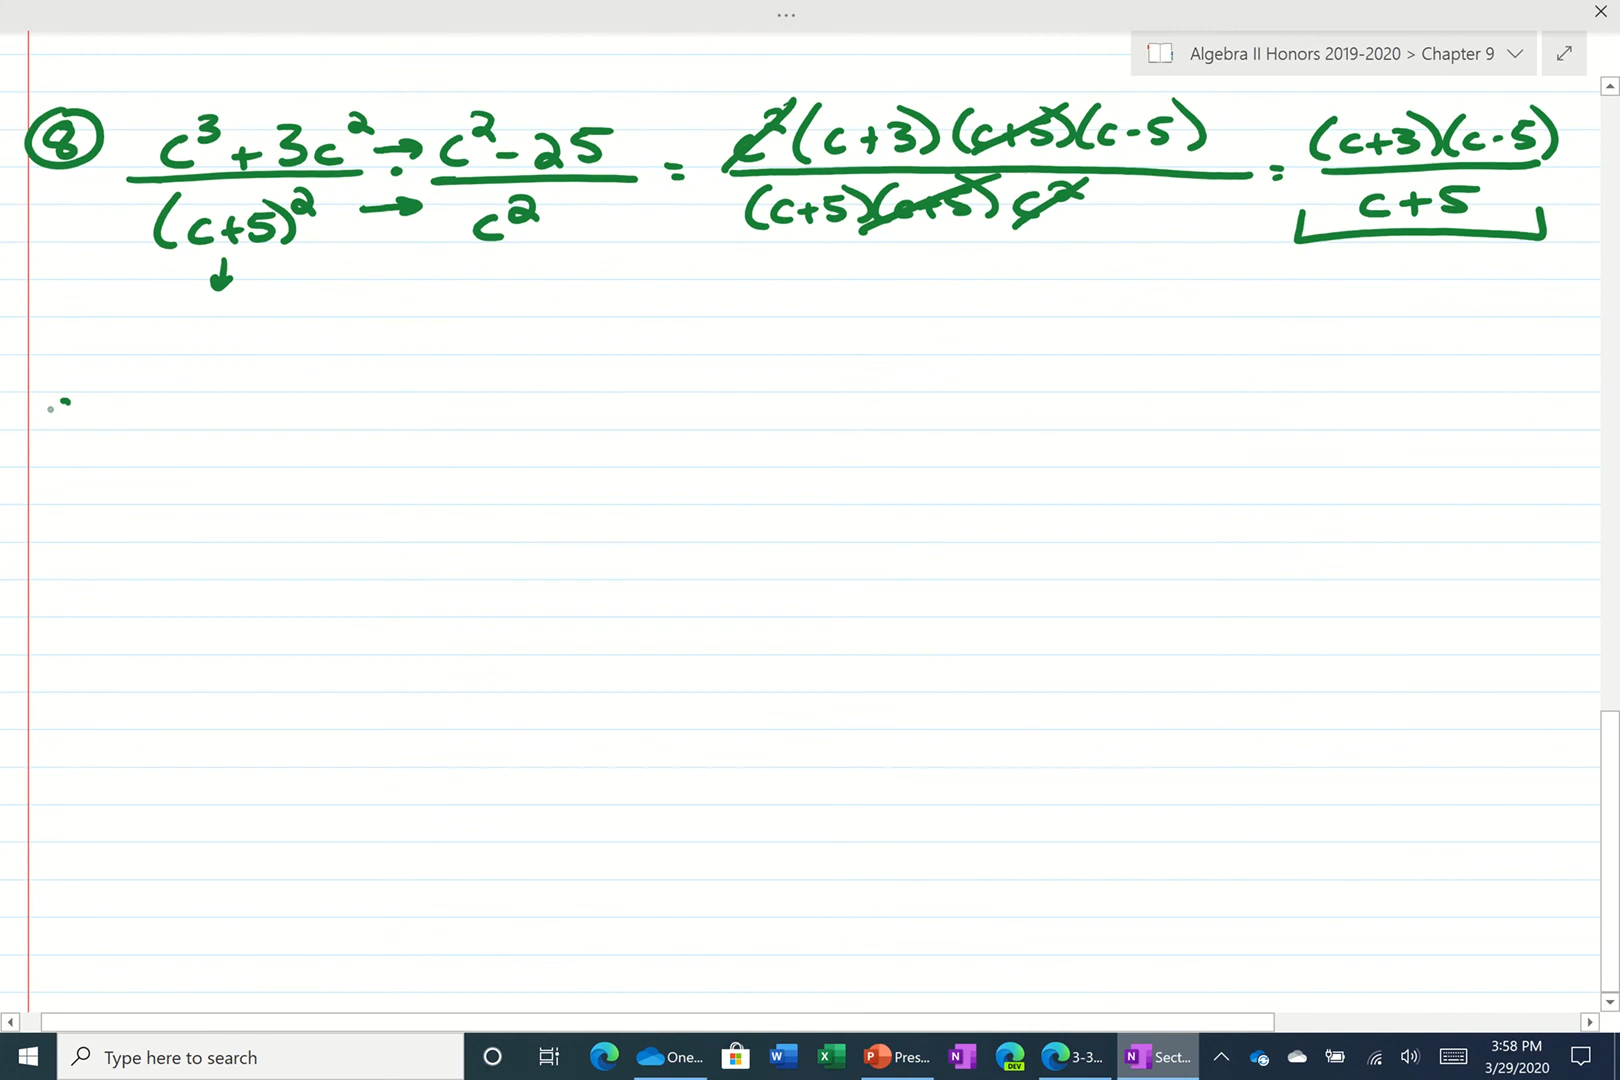 ...
Algebra II Honors 2019-2020 > Chapter 9
8 (c³ + 3c²)/(c+5)² → ÷ → (c² - 25)/c² = c²(c+3)(c+5)(c-5)/(c+5)(c+5)c² = (c+3)(c-5)/c+5
Type here to search
One...
W
X
P
Pres...
N
DEV
3-3...
N
Sect...
3:58 PM
3/29/2020